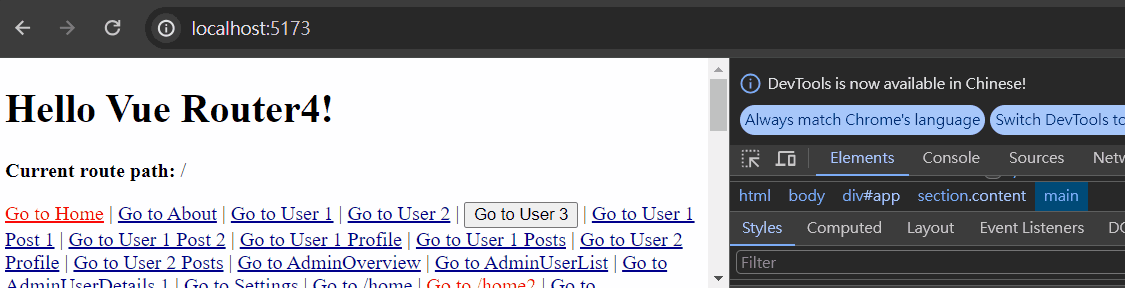 localhost:5173
Hello Vue Router4!
Current route path: /
Go to Home | Go to About | Go to User 1 | Go to User 2 | Go to User 3 | Go to User 1
Post 1 | Go to User 1 Post 2 | Go to User 1 Profile | Go to User 1 Posts | Go to User 2
Profile | Go to User 2 Posts | Go to AdminOverview | Go to AdminUserList | Go to
AdminUserDetails 1 | Go to Settings | Go to /home | Go to /home2 | Go to
DevTools is now available in Chinese!
Always match Chrome's language
Switch DevTools to
Elements Console Sources Netw
html body div#app section.content main
Styles Computed Layout Event Listeners DO
Filter